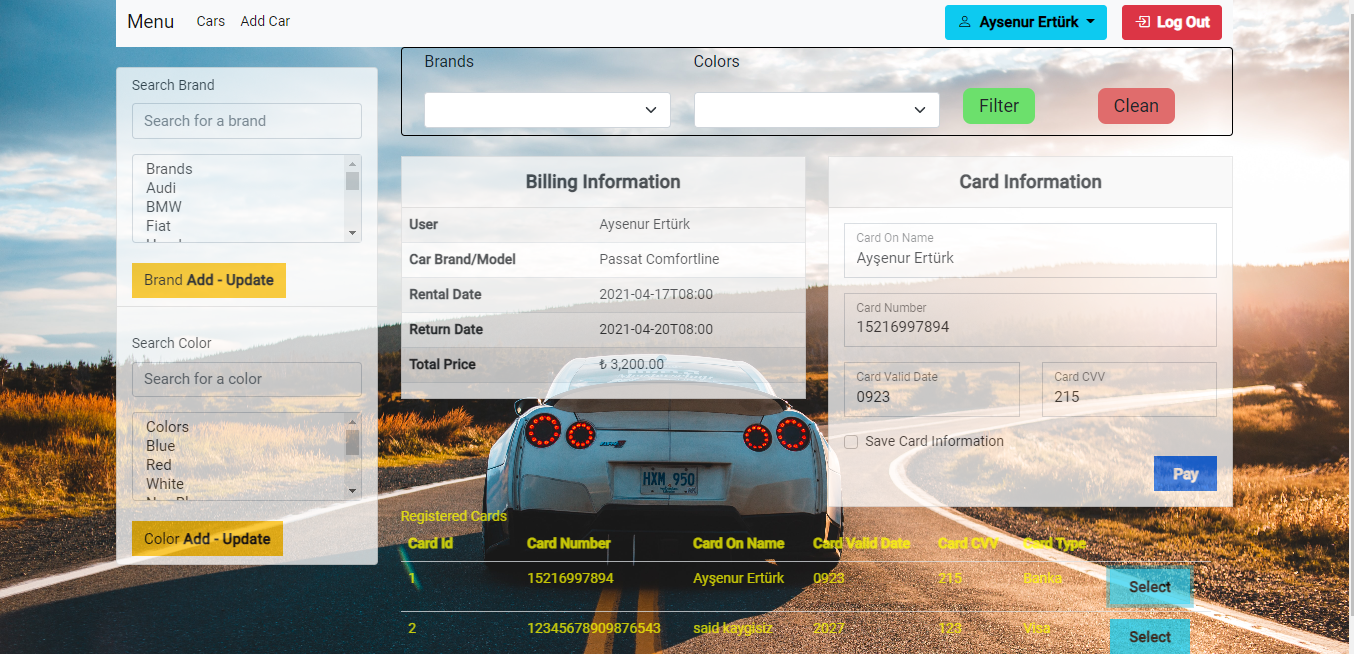 Menu Cars Add Car Aysenur Ertürk Log Out
Brands Colors
Filter Clean
Search Brand
Search for a brand
Brands
Audi
BMW
Fiat
Brand Add - Update
Search Color
Search for a color
Colors
Blue
Red
White
Color Add - Update
Billing Information
User Aysenur Ertürk
Car Brand/Model Passat Comfortline
Rental Date 2021-04-17T08:00
Return Date 2021-04-20T08:00
Total Price ₺ 3,200.00
Card Information
Card On Name
Ayşenur Ertürk
Card Number
15216997894
Card Valid Date Card CVV
0923 215
Save Card Information
Pay
HXM 950
Registered Cards
Card Id Card Number Card On Name Card Valid Date Card CVV Card Type
1 15216997894 Ayşenur Ertürk 0923 215 Banka Select
2 12345678909876543 said kaygısız 2027 123 Visa Select